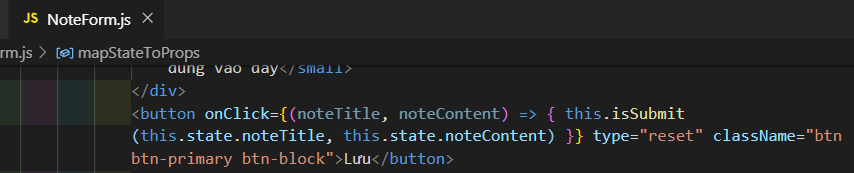 JS NoteForm.js
rm.js > mapStateToProps
dung vao day</small>
</div>
<button onClick={(noteTitle, noteContent) => { this.isSubmit
(this.state.noteTitle, this.state.noteContent) }} type="reset" className="btn
btn-primary btn-block">Lưu</button>